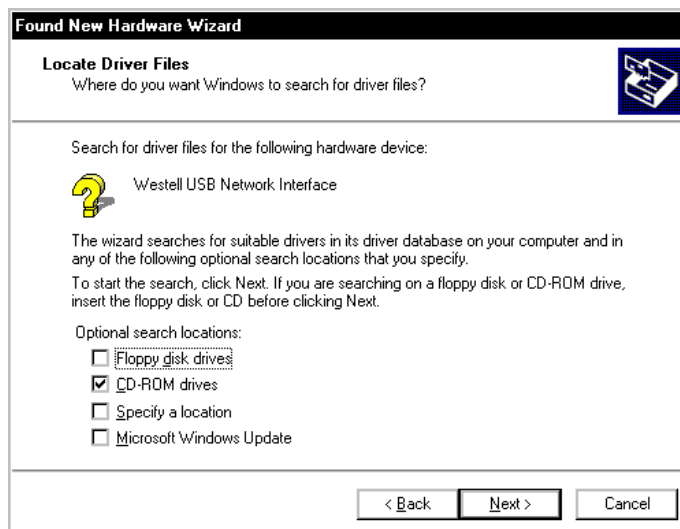 Found New Hardware Wizard
Locate Driver Files
Where do you want Windows to search for driver files?
Search for driver files for the following hardware device:
Westell USB Network Interface
The wizard searches for suitable drivers in its driver database on your computer and in
any of the following optional search locations that you specify.
To start the search, click Next. If you are searching on a floppy disk or CD-ROM drive,
insert the floppy disk or CD before clicking Next.
Optional search locations:
Floppy disk drives
CD-ROM drives
Specify a location
Microsoft Windows Update
< Back Next > Cancel